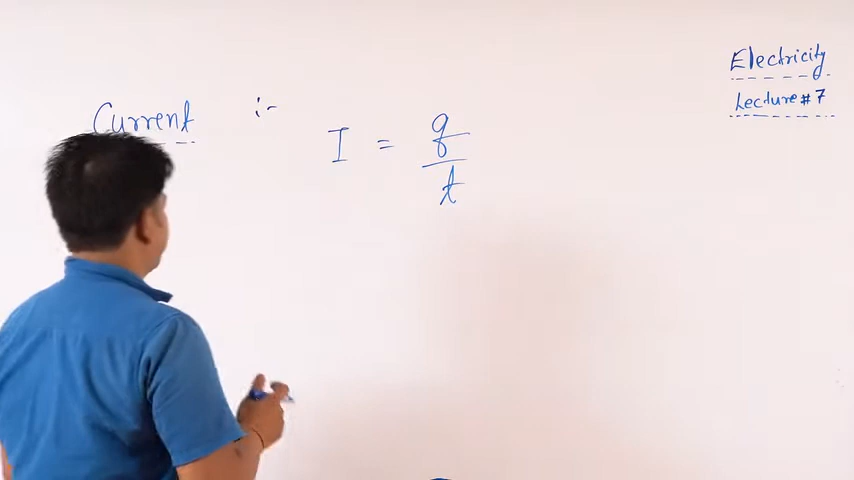 Electricity
Lecture #7
Current :-
I = q/t